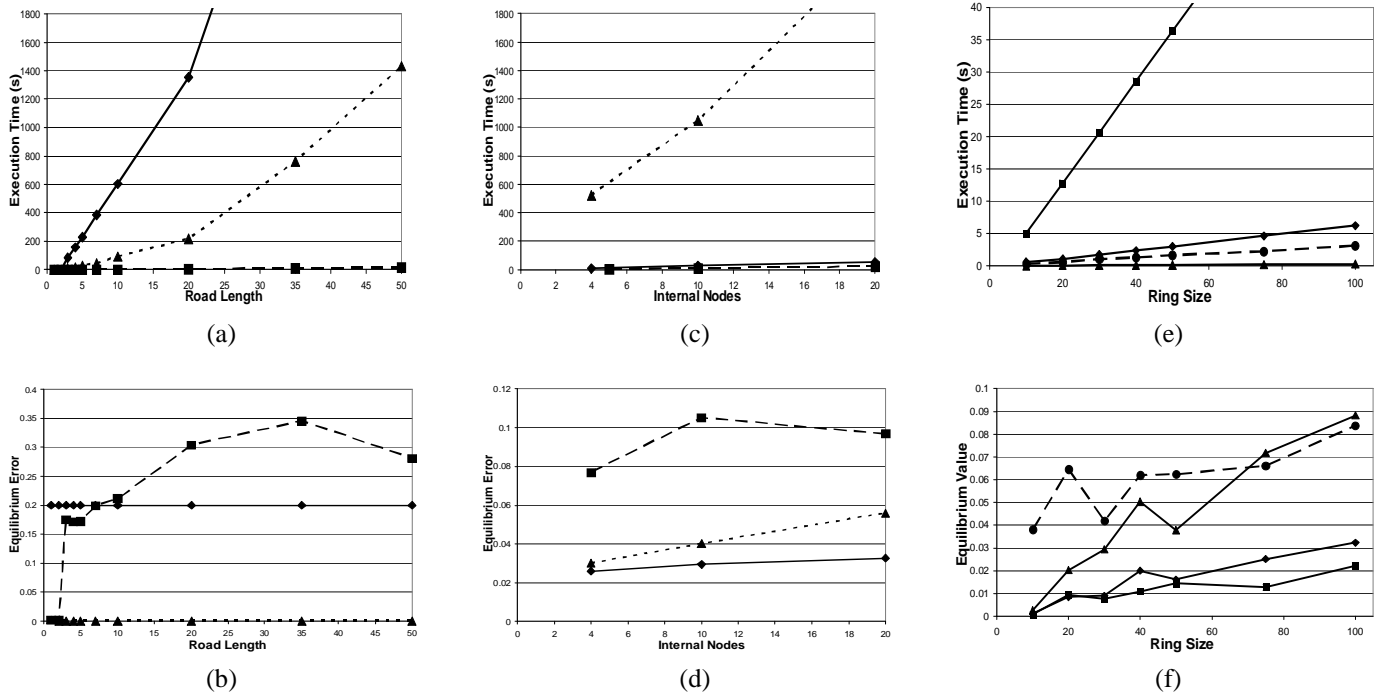 Execution Time (s)
1800
1600
1400
1200
1000
800
600
400
200
0
0 5 10 15 20 25 30 35 40 45 50
Road Length
(a)
Execution Time (s)
1800
1600
1400
1200
1000
800
600
400
200
0
0 2 4 6 8 10 12 14 16 18 20
Internal Nodes
(c)
Execution Time (s)
40
35
30
25
20
15
10
5
0
0 20 40 60 80 100
Ring Size
(e)
Equilibrium Error
0.4
0.35
0.3
0.25
0.2
0.15
0.1
0.05
0
0 5 10 15 20 25 30 35 40 45 50
Road Length
(b)
Equilibrium Error
0.12
0.1
0.08
0.06
0.04
0.02
0
0 2 4 6 8 10 12 14 16 18 20
Internal Nodes
(d)
Equilibrium Value
0.1
0.09
0.08
0.07
0.06
0.05
0.04
0.03
0.02
0.01
0
0 20 40 60 80 100
Ring Size
(f)